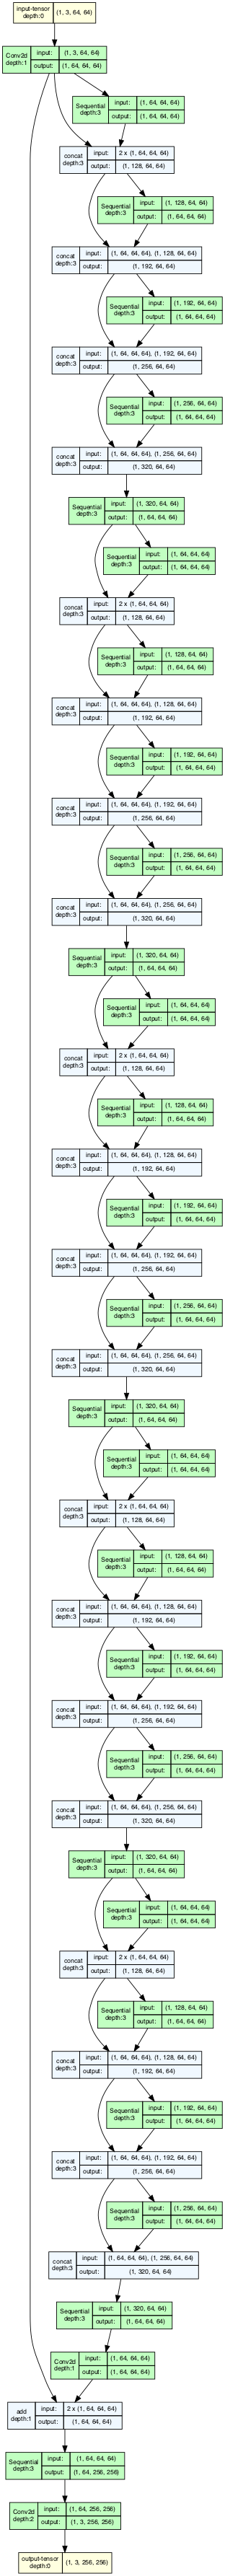 input-tensor
depth:0
(1, 3, 64, 64)
Conv2d input: (1, 3, 64, 64)
depth:1 output: (1, 64, 64, 64)
Sequential input: (1, 64, 64, 64)
depth:3 output: (1, 64, 64, 64)
concat input: 2 x (1, 64, 64, 64)
depth:3 output: (1, 128, 64, 64)
Sequential input: (1, 128, 64, 64)
depth:3 output: (1, 64, 64, 64)
concat input: (1, 64, 64, 64), (1, 128, 64, 64)
depth:3 output: (1, 192, 64, 64)
Sequential input: (1, 192, 64, 64)
depth:3 output: (1, 64, 64, 64)
concat input: (1, 64, 64, 64), (1, 192, 64, 64)
depth:3 output: (1, 256, 64, 64)
Sequential input: (1, 256, 64, 64)
depth:3 output: (1, 64, 64, 64)
concat input: (1, 64, 64, 64), (1, 256, 64, 64)
depth:3 output: (1, 320, 64, 64)
Sequential input: (1, 320, 64, 64)
depth:3 output: (1, 64, 64, 64)
Sequential input: (1, 64, 64, 64)
depth:3 output: (1, 64, 64, 64)
concat input: 2 x (1, 64, 64, 64)
depth:3 output: (1, 128, 64, 64)
Sequential input: (1, 128, 64, 64)
depth:3 output: (1, 64, 64, 64)
concat input: (1, 64, 64, 64), (1, 128, 64, 64)
depth:3 output: (1, 192, 64, 64)
Sequential input: (1, 192, 64, 64)
depth:3 output: (1, 64, 64, 64)
concat input: (1, 64, 64, 64), (1, 192, 64, 64)
depth:3 output: (1, 256, 64, 64)
Sequential input: (1, 256, 64, 64)
depth:3 output: (1, 64, 64, 64)
concat input: (1, 64, 64, 64), (1, 256, 64, 64)
depth:3 output: (1, 320, 64, 64)
Sequential input: (1, 320, 64, 64)
depth:3 output: (1, 64, 64, 64)
Sequential input: (1, 64, 64, 64)
depth:3 output: (1, 64, 64, 64)
concat input: 2 x (1, 64, 64, 64)
depth:3 output: (1, 128, 64, 64)
Sequential input: (1, 128, 64, 64)
depth:3 output: (1, 64, 64, 64)
concat input: (1, 64, 64, 64), (1, 128, 64, 64)
depth:3 output: (1, 192, 64, 64)
Sequential input: (1, 192, 64, 64)
depth:3 output: (1, 64, 64, 64)
concat input: (1, 64, 64, 64), (1, 192, 64, 64)
depth:3 output: (1, 256, 64, 64)
Sequential input: (1, 256, 64, 64)
depth:3 output: (1, 64, 64, 64)
concat input: (1, 64, 64, 64), (1, 256, 64, 64)
depth:3 output: (1, 320, 64, 64)
Sequential input: (1, 320, 64, 64)
depth:3 output: (1, 64, 64, 64)
Sequential input: (1, 64, 64, 64)
depth:3 output: (1, 64, 64, 64)
concat input: 2 x (1, 64, 64, 64)
depth:3 output: (1, 128, 64, 64)
Sequential input: (1, 128, 64, 64)
depth:3 output: (1, 64, 64, 64)
concat input: (1, 64, 64, 64), (1, 128, 64, 64)
depth:3 output: (1, 192, 64, 64)
Sequential input: (1, 192, 64, 64)
depth:3 output: (1, 64, 64, 64)
concat input: (1, 64, 64, 64), (1, 192, 64, 64)
depth:3 output: (1, 256, 64, 64)
Sequential input: (1, 256, 64, 64)
depth:3 output: (1, 64, 64, 64)
concat input: (1, 64, 64, 64), (1, 256, 64, 64)
depth:3 output: (1, 320, 64, 64)
Sequential input: (1, 320, 64, 64)
depth:3 output: (1, 64, 64, 64)
Sequential input: (1, 64, 64, 64)
depth:3 output: (1, 64, 64, 64)
concat input: 2 x (1, 64, 64, 64)
depth:3 output: (1, 128, 64, 64)
Sequential input: (1, 128, 64, 64)
depth:3 output: (1, 64, 64, 64)
concat input: (1, 64, 64, 64), (1, 128, 64, 64)
depth:3 output: (1, 192, 64, 64)
Sequential input: (1, 192, 64, 64)
depth:3 output: (1, 64, 64, 64)
concat input: (1, 64, 64, 64), (1, 192, 64, 64)
depth:3 output: (1, 256, 64, 64)
Sequential input: (1, 256, 64, 64)
depth:3 output: (1, 64, 64, 64)
concat input: (1, 64, 64, 64), (1, 256, 64, 64)
depth:3 output: (1, 320, 64, 64)
Sequential input: (1, 320, 64, 64)
depth:3 output: (1, 64, 64, 64)
Conv2d input: (1, 64, 64, 64)
depth:1 output: (1, 64, 64, 64)
add input: 2 x (1, 64, 64, 64)
depth:1 output: (1, 64, 64, 64)
Sequential input: (1, 64, 64, 64)
depth:3 output: (1, 64, 256, 256)
Conv2d input: (1, 64, 256, 256)
depth:2 output: (1, 3, 256, 256)
output-tensor
depth:0
(1, 3, 256, 256)